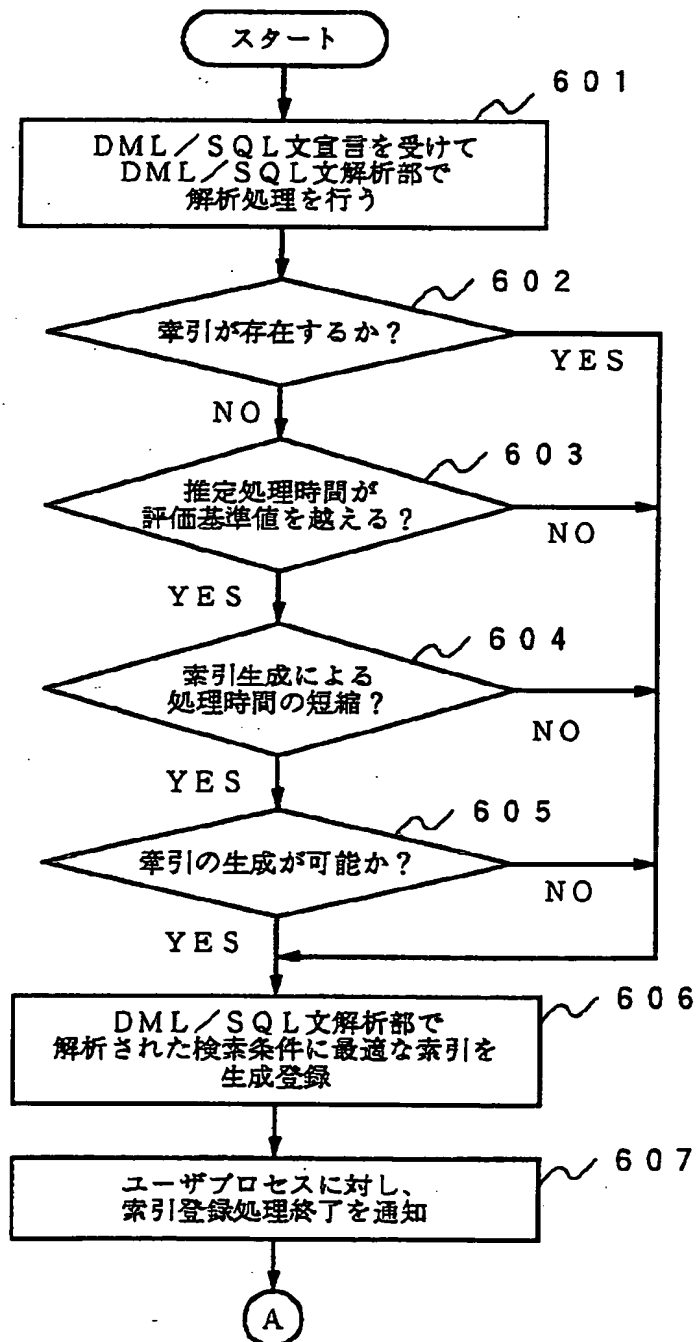 スタート
601
DML/SQL文宣言を受けて
DML/SQL文解析部で
解析処理を行う
602
牽引が存在するか?
YES
NO
603
推定処理時間が
評価基準値を越える?
NO
YES
604
索引生成による
処理時間の短縮?
NO
YES
605
牽引の生成が可能か?
NO
YES
606
DML/SQL文解析部で
解析された検索条件に最適な索引を
生成登録
607
ユーザプロセスに対し、
索引登録処理終了を通知
A